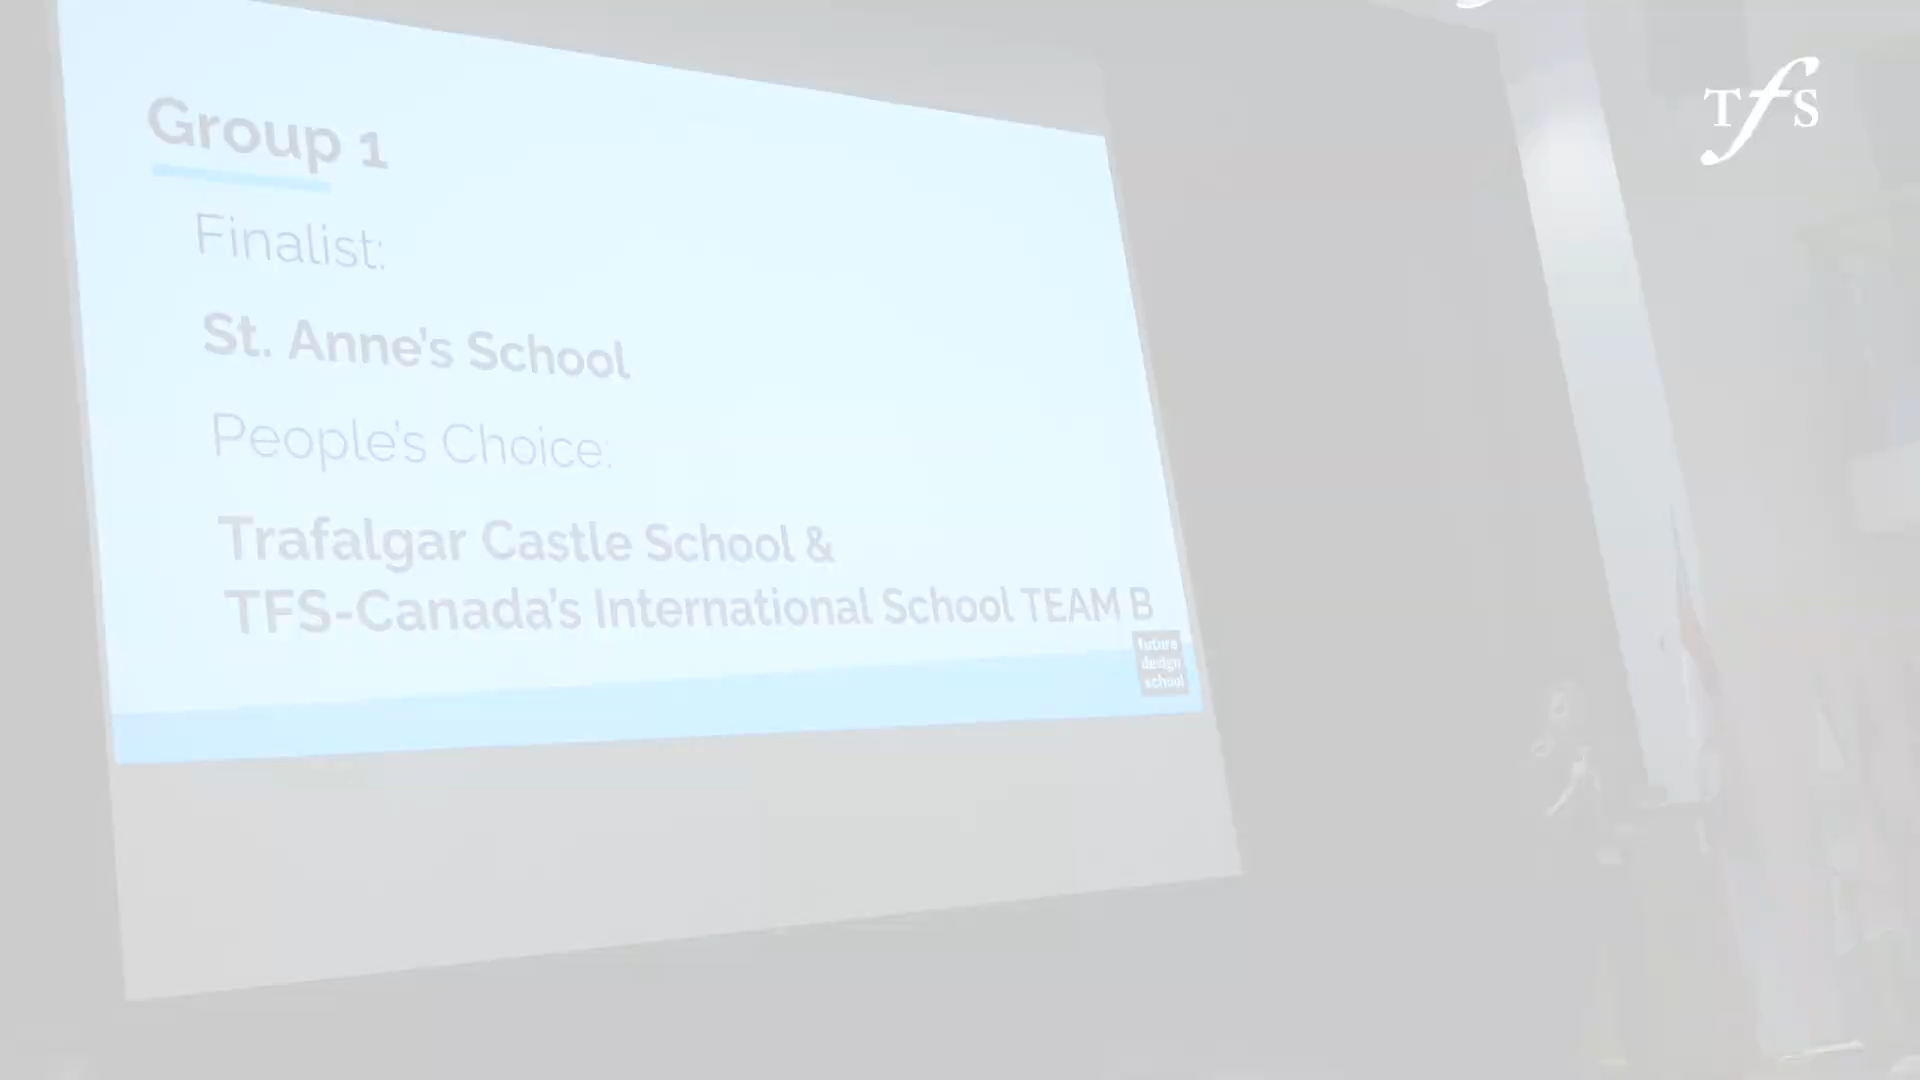 Group 1
Finalist:
St. Anne's School
People's Choice:
Trafalgar Castle School &
TFS-Canada's International School TEAM B
future
design
school
TfS